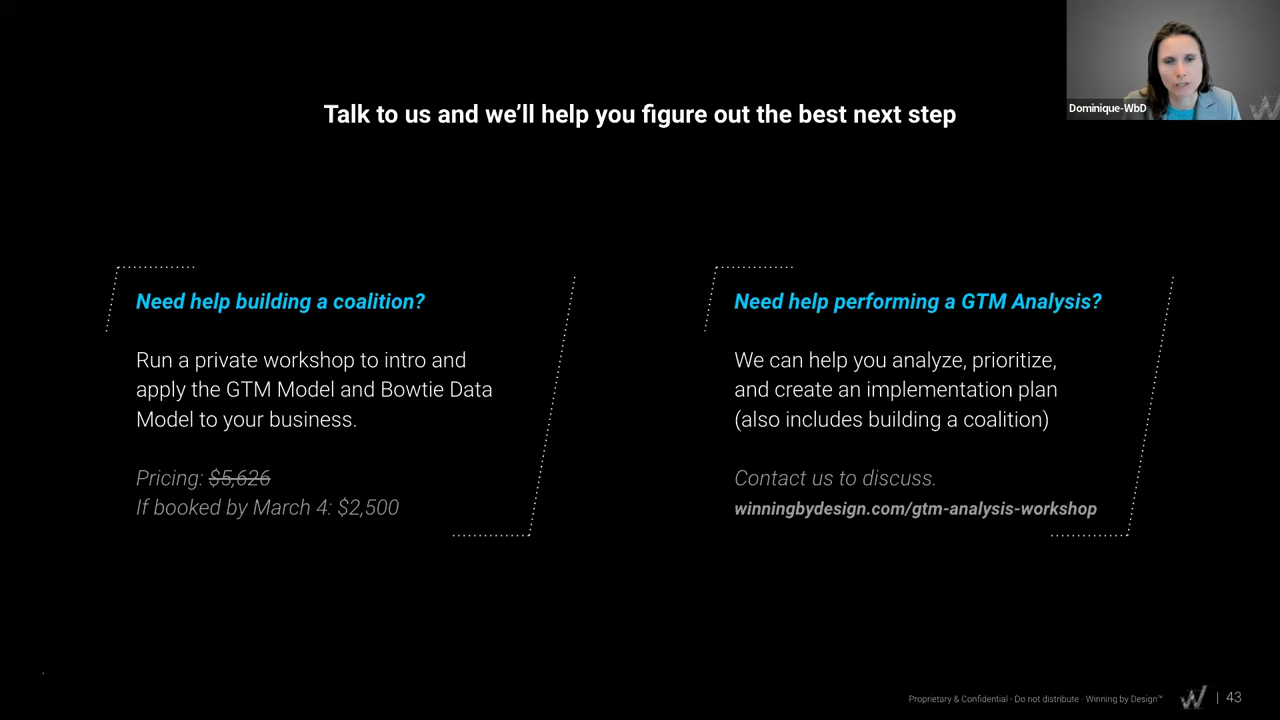 Dominique-WbD
Talk to us and we’ll help you figure out the best next step
Need help building a coalition?
Run a private workshop to intro and
apply the GTM Model and Bowtie Data
Model to your business.
Pricing: $5,626
If booked by March 4: $2,500
Need help performing a GTM Analysis?
We can help you analyze, prioritize,
and create an implementation plan
(also includes building a coalition)
Contact us to discuss.
winningbydesign.com/gtm-analysis-workshop
Proprietary & Confidential · Do not distribute · Winning by Design™
W | 43